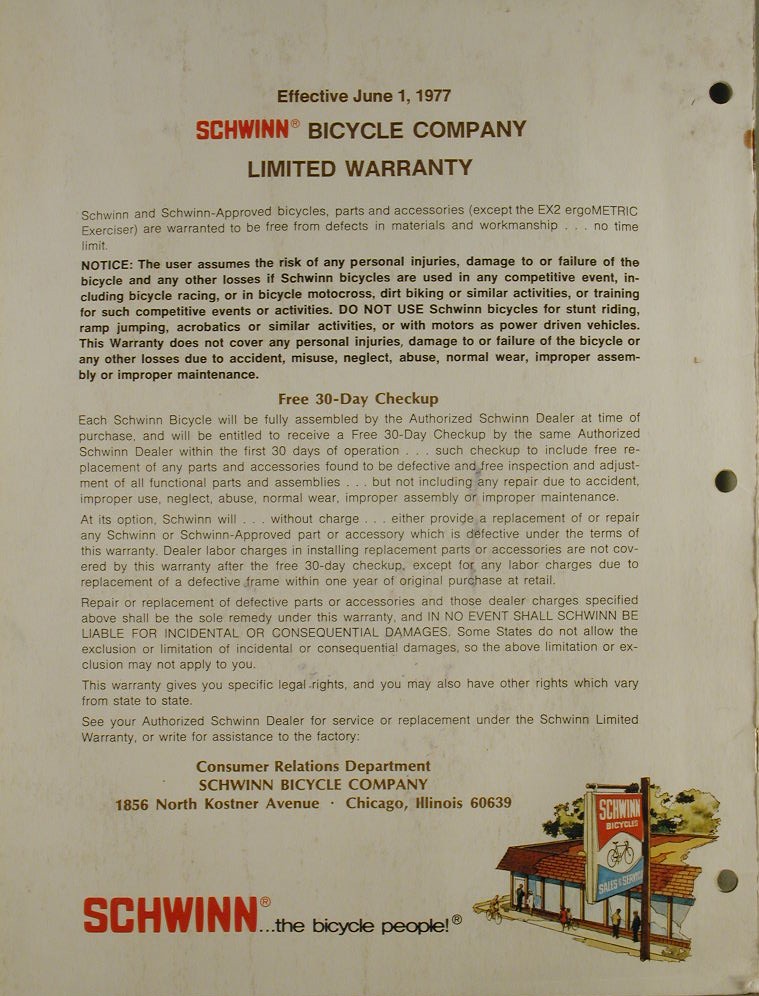 Effective June 1, 1977
SCHWINN® BICYCLE COMPANY
LIMITED WARRANTY
Schwinn and Schwinn-Approved bicycles, parts and accessories (except the EX2 ergoMETRIC
Exerciser) are warranted to be free from defects in materials and workmanship . . . no time
limit.
NOTICE: The user assumes the risk of any personal injuries, damage to or failure of the
bicycle and any other losses if Schwinn bicycles are used in any competitive event, in-
cluding bicycle racing, or in bicycle motocross, dirt biking or similar activities, or training
for such competitive events or activities. DO NOT USE Schwinn bicycles for stunt riding,
ramp jumping, acrobatics or similar activities, or with motors as power driven vehicles.
This Warranty does not cover any personal injuries, damage to or failure of the bicycle or
any other losses due to accident, misuse, neglect, abuse, normal wear, improper assem-
bly or improper maintenance.
Free 30-Day Checkup
Each Schwinn Bicycle will be fully assembled by the Authorized Schwinn Dealer at time of
purchase, and will be entitled to receive a Free 30-Day Checkup by the same Authorized
Schwinn Dealer within the first 30 days of operation . . . such checkup to include free re-
placement of any parts and accessories found to be defective and free inspection and adjust-
ment of all functional parts and assemblies . . . but not including any repair due to accident,
improper use, neglect, abuse, normal wear, improper assembly or improper maintenance.
At its option, Schwinn will . . . without charge . . . either provide a replacement of or repair
any Schwinn or Schwinn-Approved part or accessory which is defective under the terms of
this warranty. Dealer labor charges in installing replacement parts or accessories are not cov-
ered by this warranty after the free 30-day checkup, except for any labor charges due to
replacement of a defective frame within one year of original purchase at retail.
Repair or replacement of defective parts or accessories and those dealer charges specified
above shall be the sole remedy under this warranty, and IN NO EVENT SHALL SCHWINN BE
LIABLE FOR INCIDENTAL OR CONSEQUENTIAL DAMAGES. Some States do not allow the
exclusion or limitation of incidental or consequential damages, so the above limitation or ex-
clusion may not apply to you.
This warranty gives you specific legal rights, and you may also have other rights which vary
from state to state.
See your Authorized Schwinn Dealer for service or replacement under the Schwinn Limited
Warranty, or write for assistance to the factory:
Consumer Relations Department
SCHWINN BICYCLE COMPANY
1856 North Kostner Avenue · Chicago, Illinois 60639
SCHWINN
BICYCLES
SALES & SERVICE
SCHWINN® ...the bicycle people!®